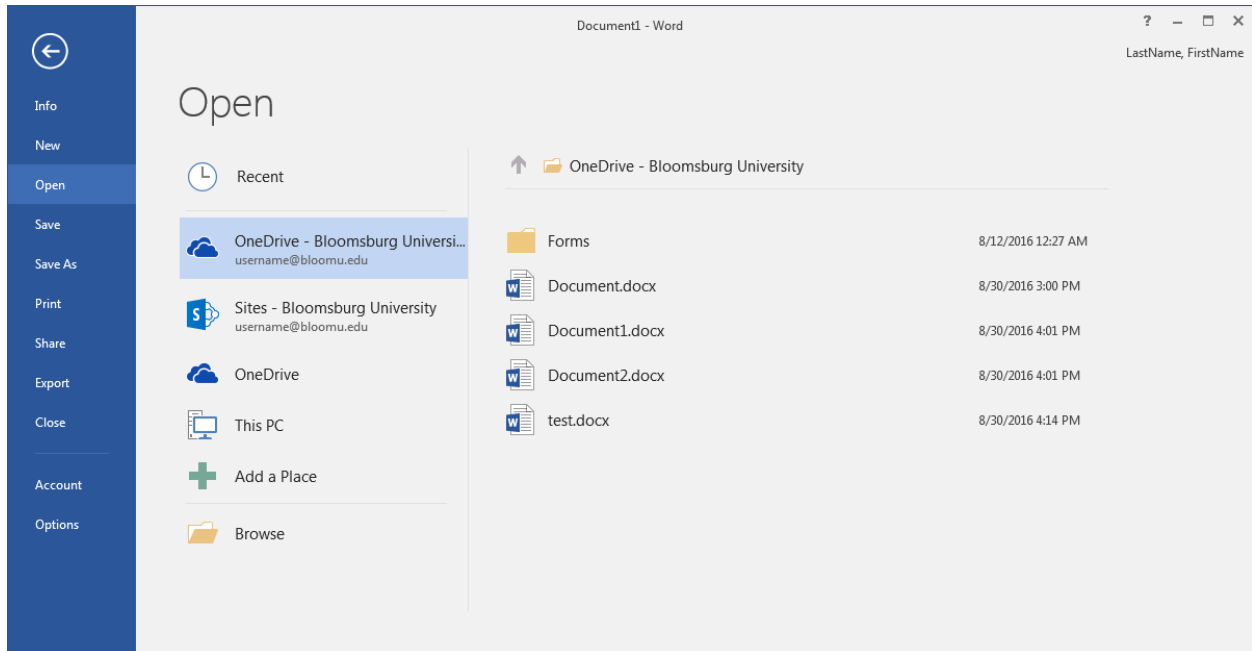 Document1 - Word
?
LastName, FirstName
Info
New
Open
Save
Save As
Print
Share
Export
Close
Account
Options
Open
Recent
OneDrive - Bloomsburg Universi...
username@bloomu.edu
Sites - Bloomsburg University
username@bloomu.edu
OneDrive
This PC
Add a Place
Browse
OneDrive - Bloomsburg University
Forms 8/12/2016 12:27 AM
Document.docx 8/30/2016 3:00 PM
Document1.docx 8/30/2016 4:01 PM
Document2.docx 8/30/2016 4:01 PM
test.docx 8/30/2016 4:14 PM